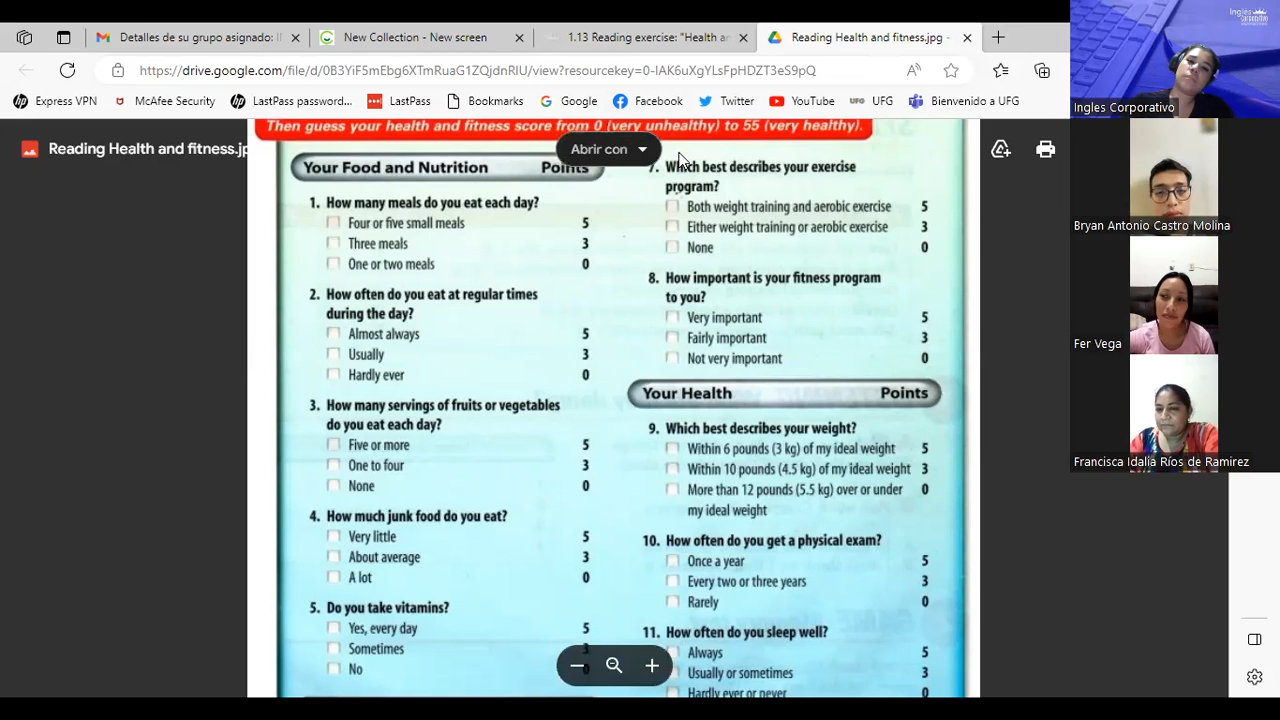 Detalles de su grupo asignado: II
New Collection - New screen
1.13 Reading exercise: "Health ar
Reading Health and fitness.jpg -
https://drive.google.com/file/d/0B3YiF5mEbg6XTmRuaG1ZQjdnRlU/view?resourcekey=0-lAK6uXgYLsFpHDZT3eS9pQ
Express VPN
McAfee Security
LastPass password...
LastPass
Bookmarks
Google
Facebook
Twitter
YouTube
UFG
Bienvenido a UFG
Reading Health and fitness.jp
Abrir con
Then guess your health and fitness score from 0 (very unhealthy) to 55 (very healthy).
Your Food and Nutrition Points
1. How many meals do you eat each day?
Four or five small meals 5
Three meals 3
One or two meals 0
2. How often do you eat at regular times
during the day?
Almost always 5
Usually 3
Hardly ever 0
3. How many servings of fruits or vegetables
do you eat each day?
Five or more 5
One to four 3
None 0
4. How much junk food do you eat?
Very little 5
About average 3
A lot 0
5. Do you take vitamins?
Yes, every day 5
Sometimes 3
No 0
7. Which best describes your exercise
program?
Both weight training and aerobic exercise 5
Either weight training or aerobic exercise 3
None 0
8. How important is your fitness program
to you?
Very important 5
Fairly important 3
Not very important 0
Your Health Points
9. Which best describes your weight?
Within 6 pounds (3 kg) of my ideal weight 5
Within 10 pounds (4.5 kg) of my ideal weight 3
More than 12 pounds (5.5 kg) over or under 0
my ideal weight
10. How often do you get a physical exam?
Once a year 5
Every two or three years 3
Rarely 0
11. How often do you sleep well?
Always 5
Usually or sometimes 3
Hardly ever or never 0
Inglés
Corporativo
Ingles Corporativo
Bryan Antonio Castro Molina
Fer Vega
Francisca Idalia Ríos de Ramirez